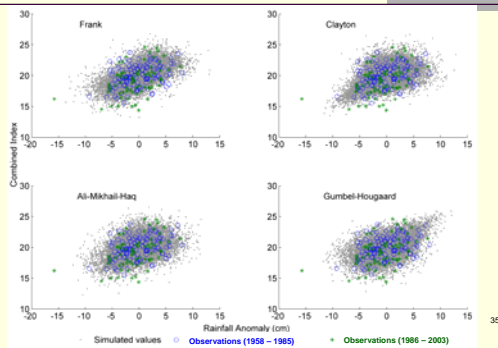 30
Frank
25
20
15
10
-20 -15 -10 -5 0 5 10 15
30
Clayton
25
20
15
10
-20 -15 -10 -5 0 5 10 15
Combined Index
30
Ali-Mikhail-Haq
25
20
15
10
-20 -15 -10 -5 0 5 10 15
30
Gumbel-Hougaard
25
20
15
10
-20 -15 -10 -5 0 5 10 15
Rainfall Anomaly (cm)
Simulated values Observations (1958 – 1985) Observations (1986 – 2003)
35